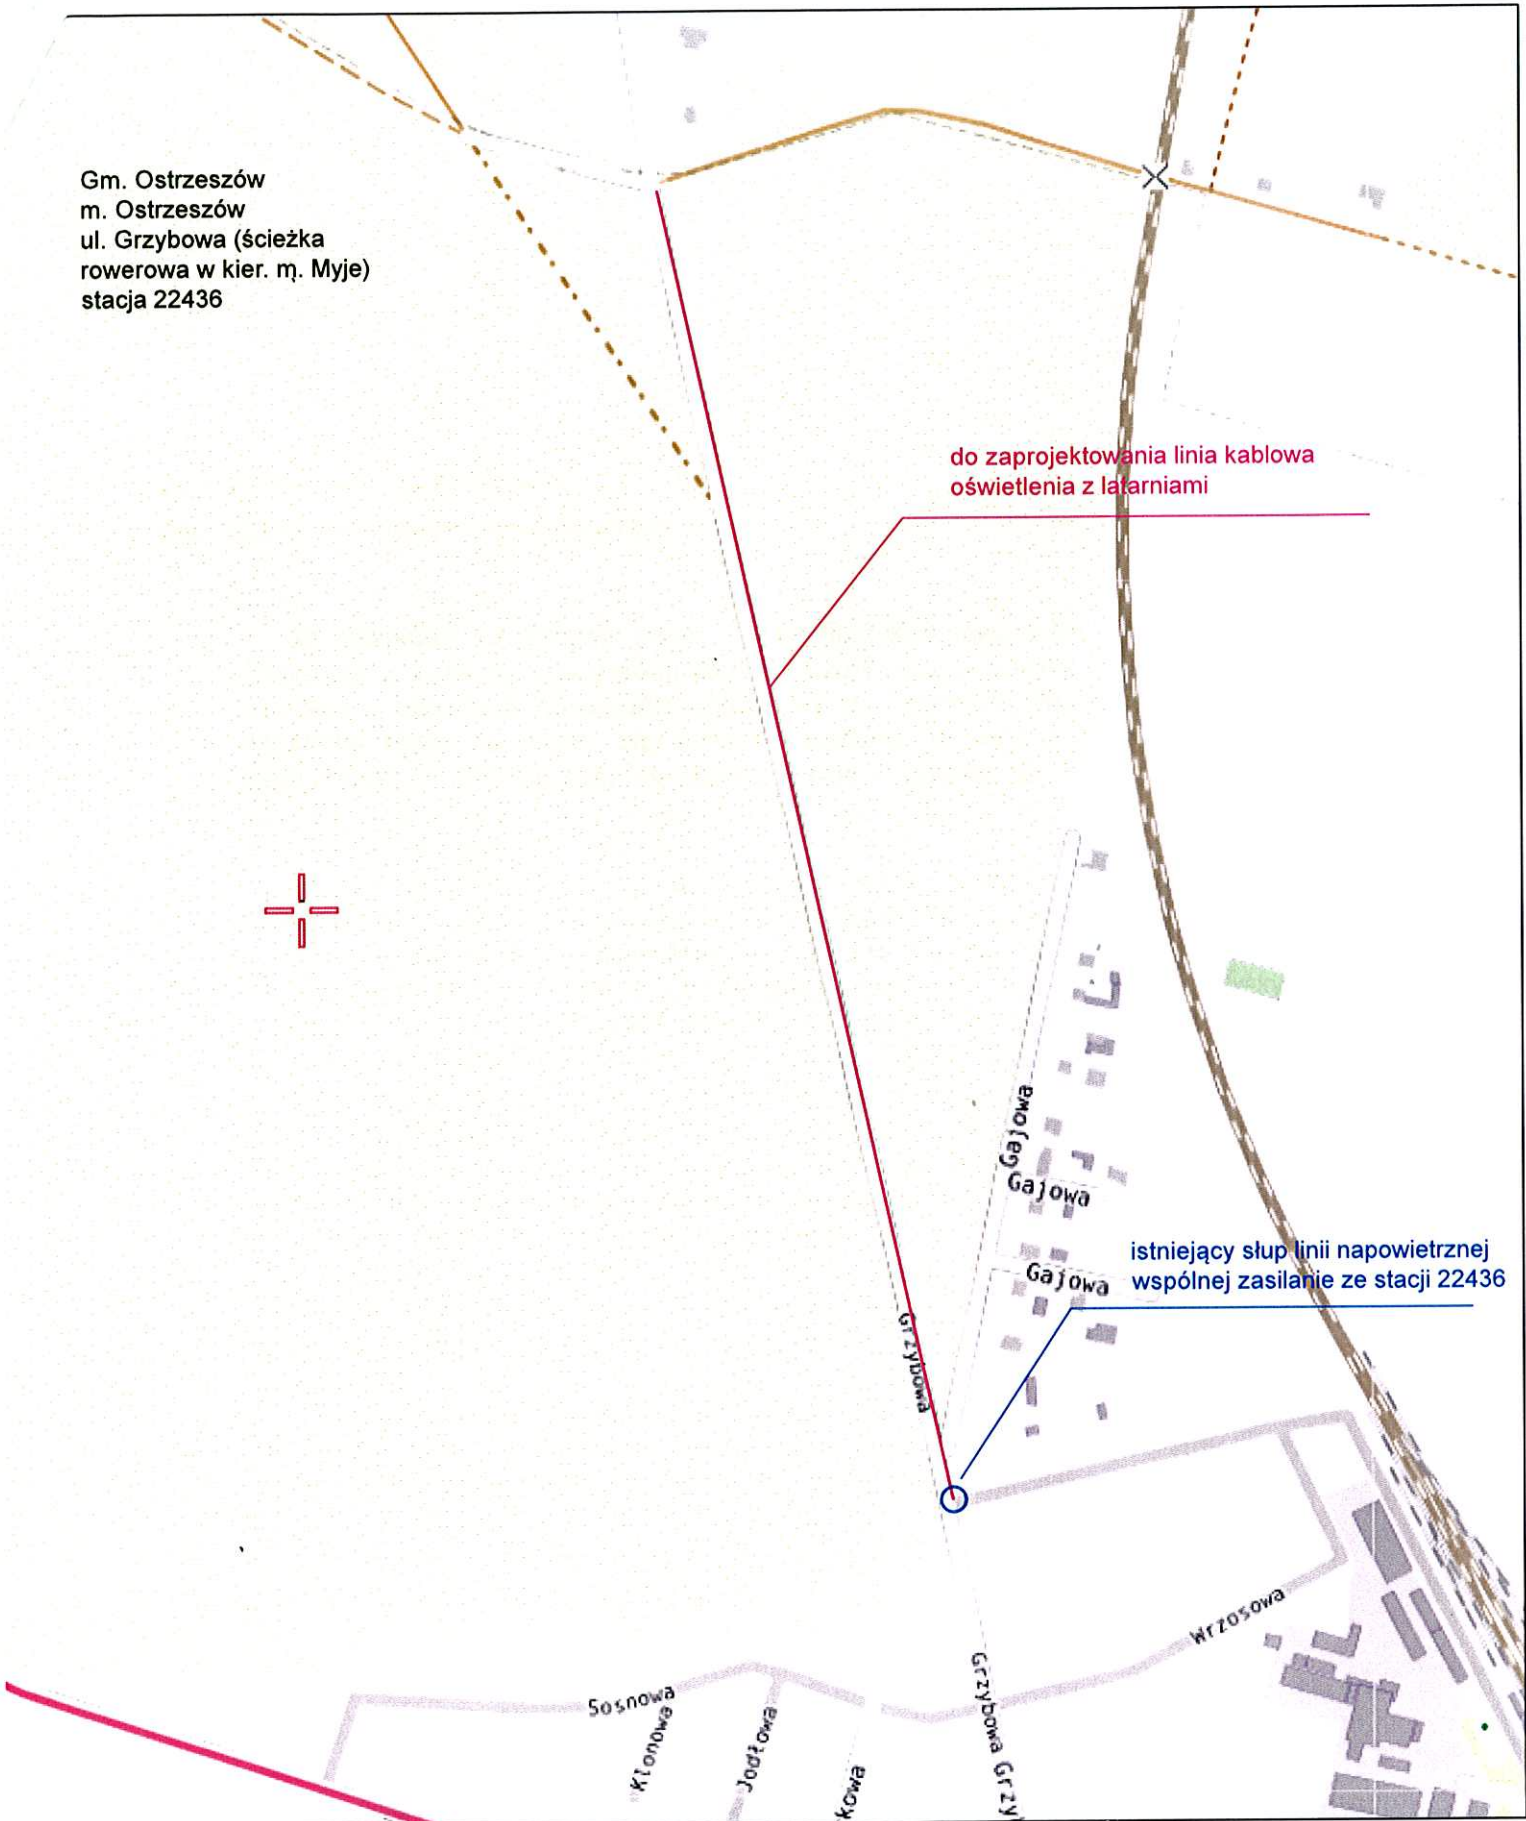 Gm. Ostrzeszów
m. Ostrzeszów
ul. Grzybowa (ścieżka
rowerowa w kier. m. Myje)
stacja 22436
do zaprojektowania linia kablowa
oświetlenia z latarniami
Gajowa
Gajowa
istniejący słup linii napowietrznej
wspólnej zasilanie ze stacji 22436
Gajowa
Grzybowa
Wrzosowa
Sosnowa
Klonowa
Jodłowa
kowa
Grzybowa Grzy